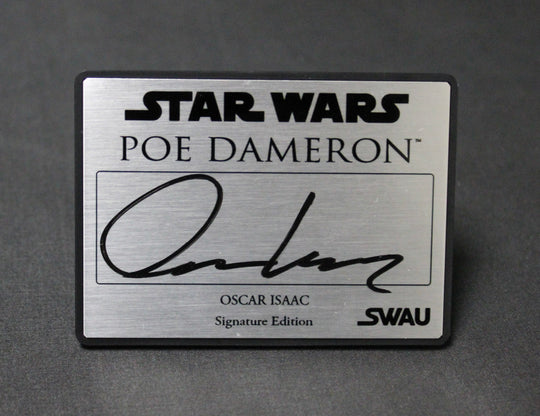 STAR WARS
POE DAMERON™
OSCAR ISAAC
Signature Edition
SWAU